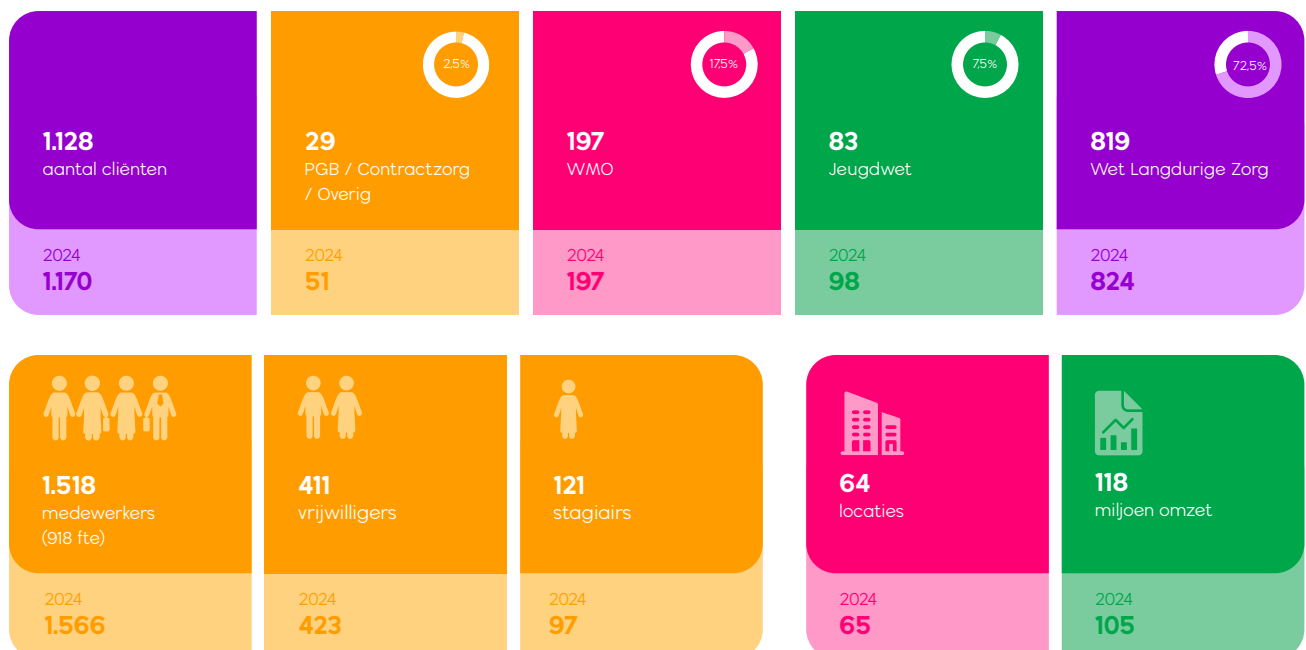 1.128
aantal cliënten
2024
1.170
2,5%
29
PGB / Contractzorg
/ Overig
2024
51
17,5%
197
WMO
2024
197
7,5%
83
Jeugdwet
2024
98
72,5%
819
Wet Langdurige Zorg
2024
824
1.518
medewerkers
(918 fte)
2024
1.566
411
vrijwilligers
2024
423
121
stagiairs
2024
97
64
locaties
2024
65
118
miljoen omzet
2024
105